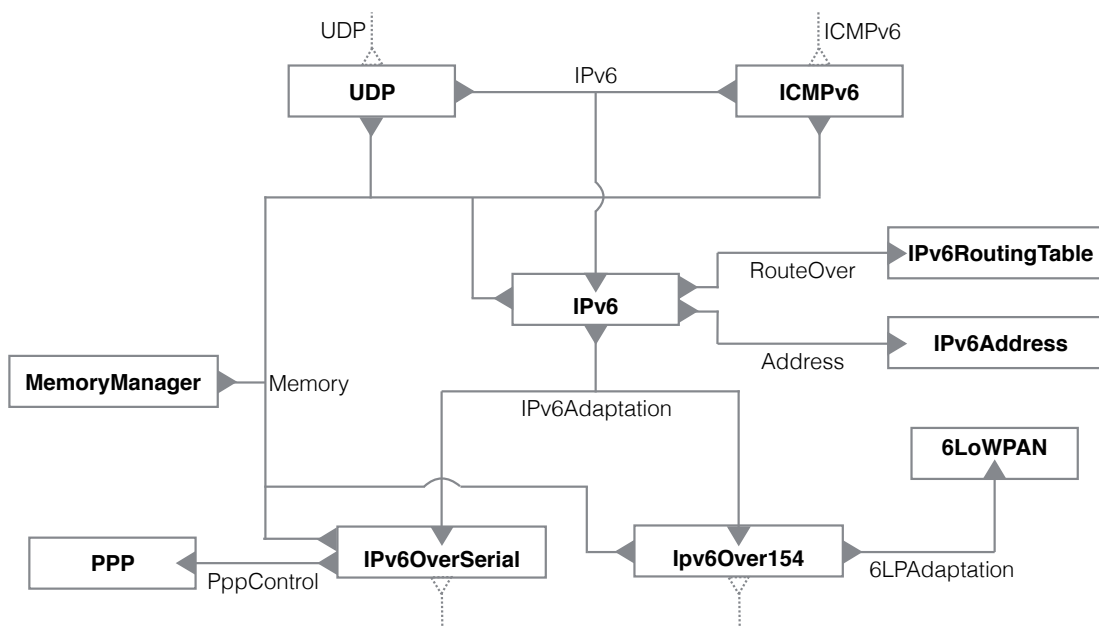 UDP
ICMPv6
UDP
IPv6
ICMPv6
IPv6RoutingTable
RouteOver
IPv6
IPv6Address
Address
MemoryManager
Memory
IPv6Adaptation
6LoWPAN
PPP
PppControl
IPv6OverSerial
Ipv6Over154
6LPAdaptation